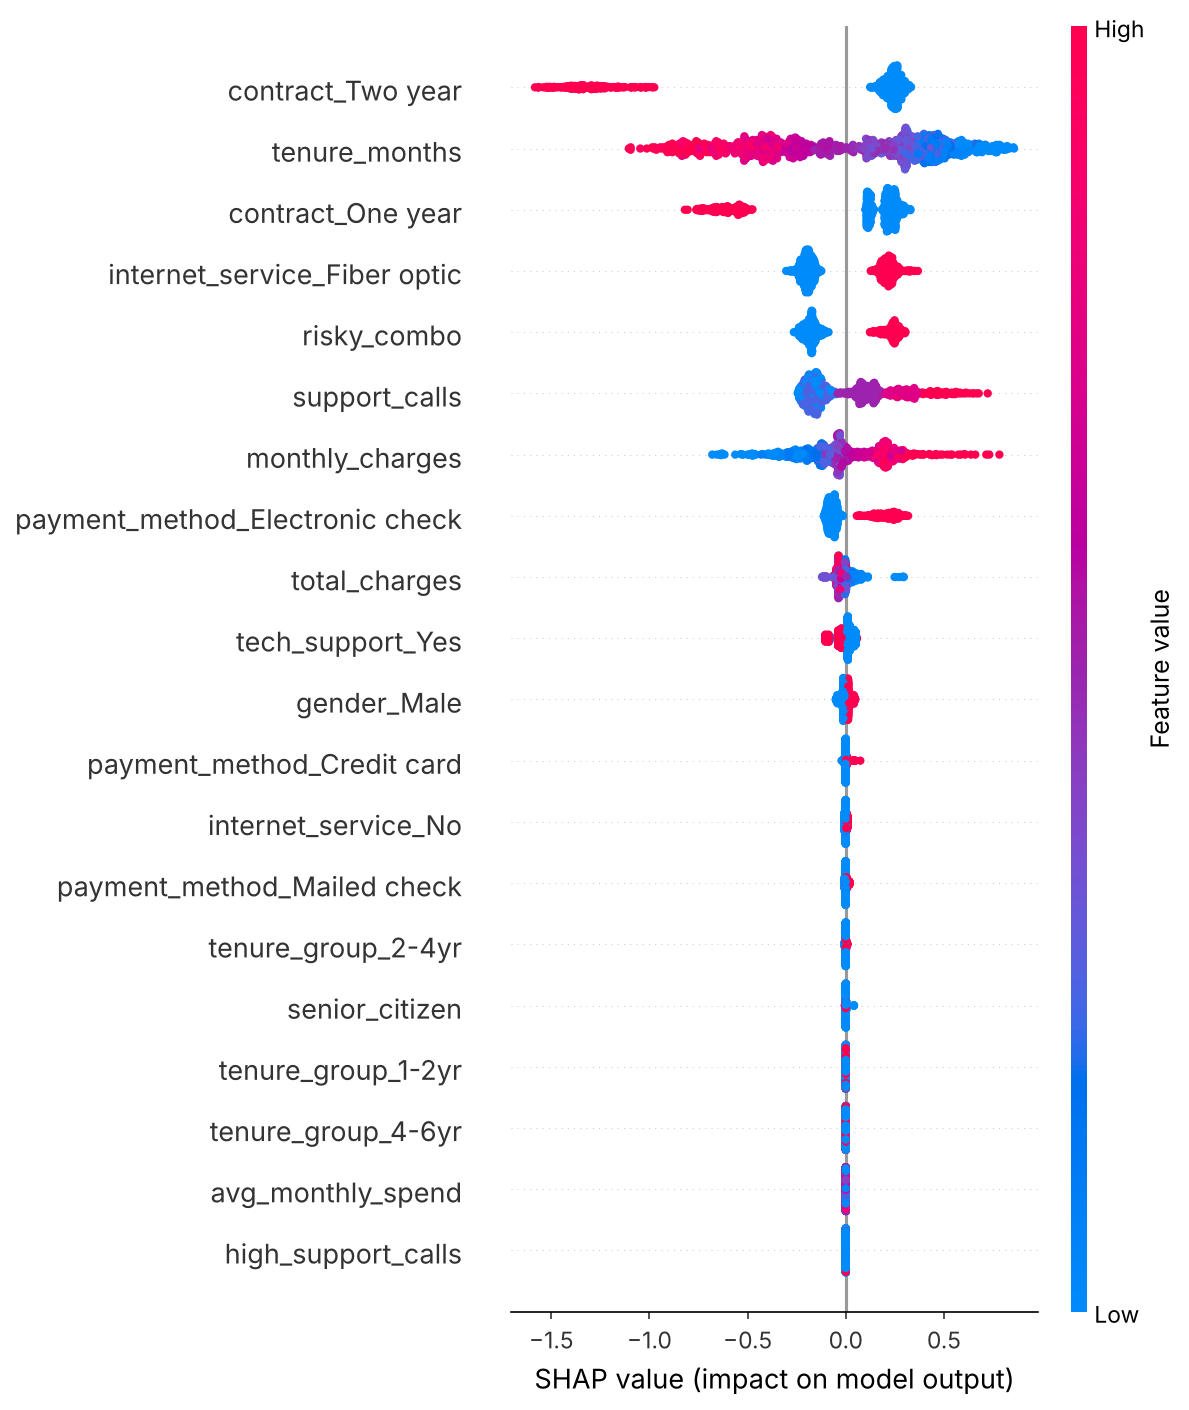 High
contract_Two year
tenure_months
contract_One year
internet_service_Fiber optic
risky_combo
support_calls
monthly_charges
payment_method_Electronic check
total_charges
tech_support_Yes
gender_Male
payment_method_Credit card
internet_service_No
payment_method_Mailed check
tenure_group_2-4yr
senior_citizen
tenure_group_1-2yr
tenure_group_4-6yr
avg_monthly_spend
high_support_calls
Feature value
Low
−1.5 −1.0 −0.5 0.0 0.5
SHAP value (impact on model output)